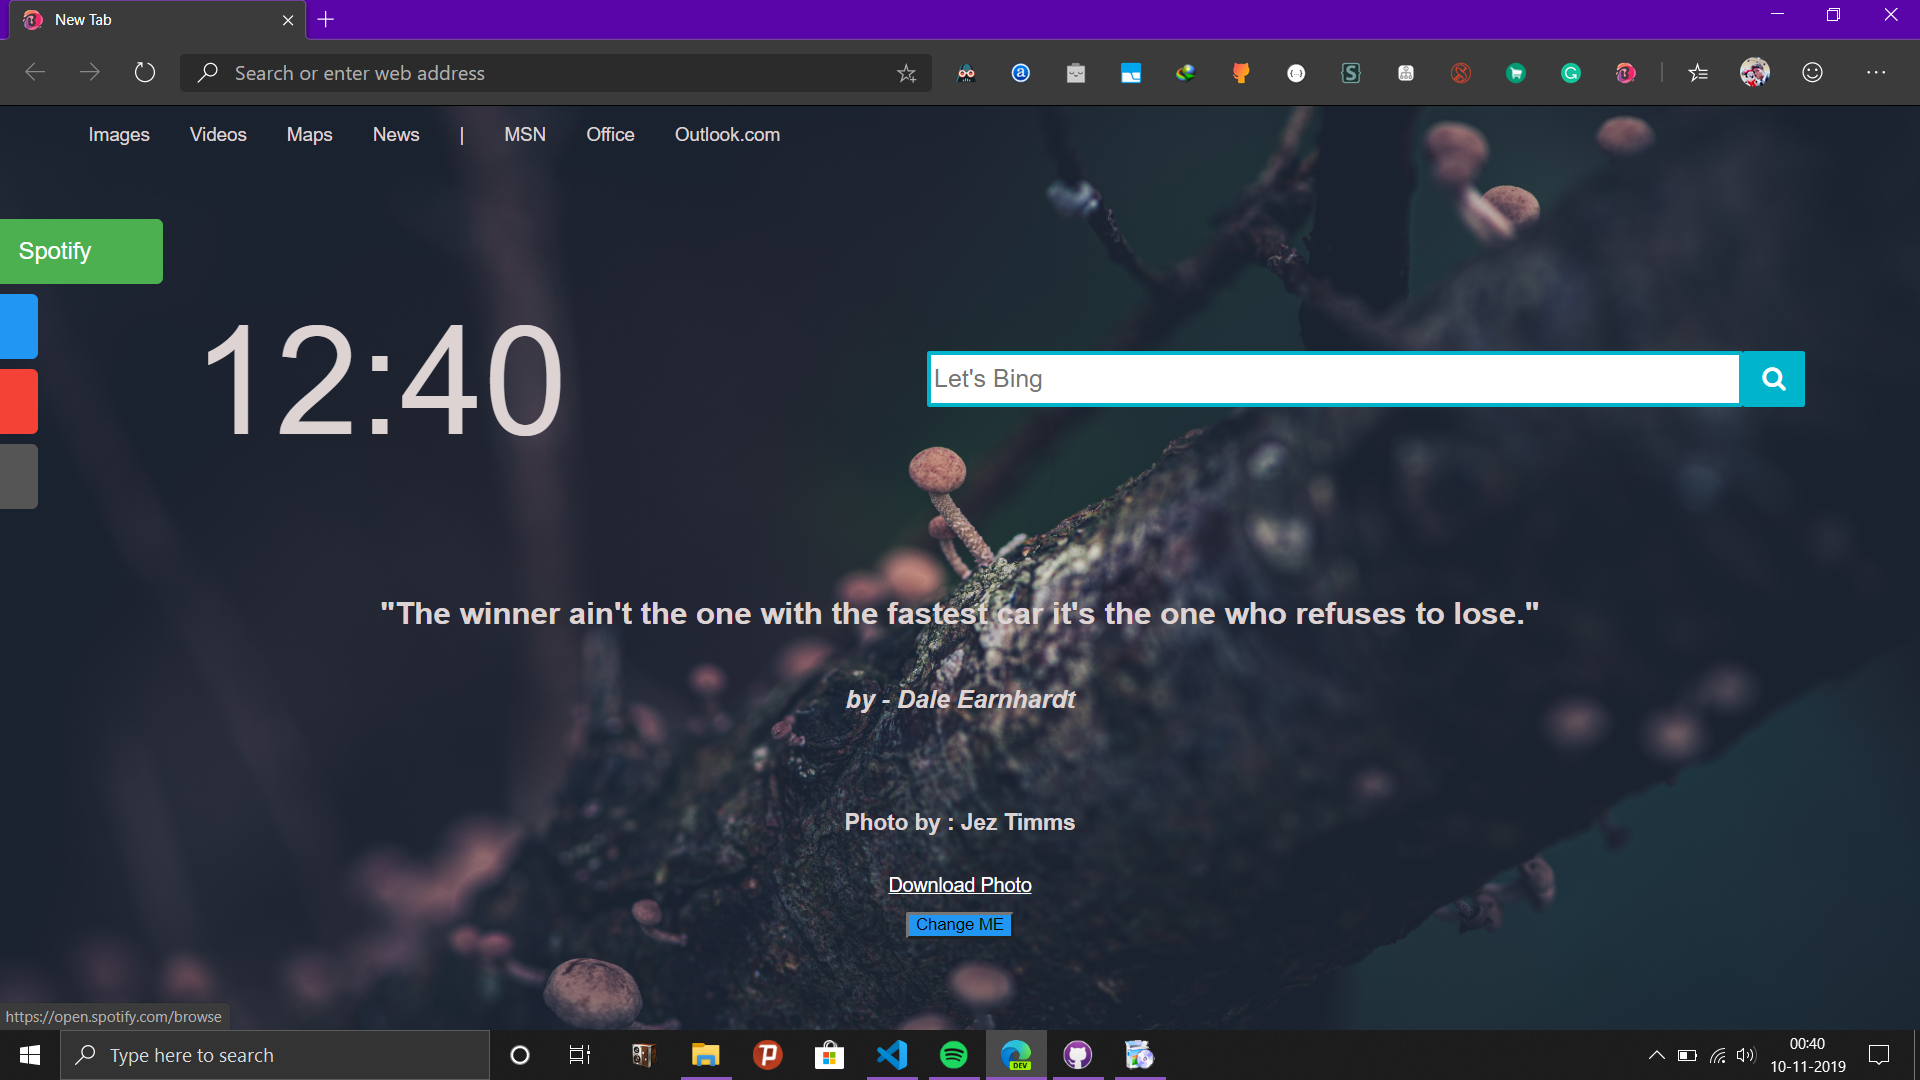 New Tab
Search or enter web address
Images Videos Maps News | MSN Office Outlook.com
Spotify
12:40
Let's Bing
"The winner ain't the one with the fastest car it's the one who refuses to lose."
by - Dale Earnhardt
Photo by : Jez Timms
Download Photo
Change ME
https://open.spotify.com/browse
Type here to search
DEV
00:40
10-11-2019